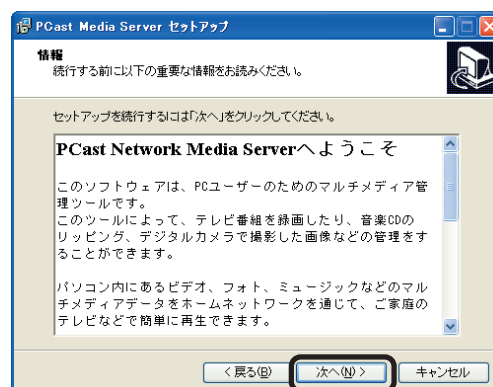 PCast Media Server セットアップ
情報
続行する前に以下の重要な情報をお読みください。
セットアップを続行するには「次へ」をクリックしてください。
PCast Network Media Serverへようこそ
このソフトウェアは、PCユーザーのためのマルチメディア管
理ツールです。
このツールによって、テレビ番組を録画したり、音楽CDの
リッピング、デジタルカメラで撮影した画像などの管理をす
ることができます。
パソコン内にあるビデオ、フォト、ミュージックなどのマル
チメディアデータをホームネットワークを通じて、ご家庭の
テレビなどで簡単に再生できます。
< 戻る(B) 次へ(N) > キャンセル